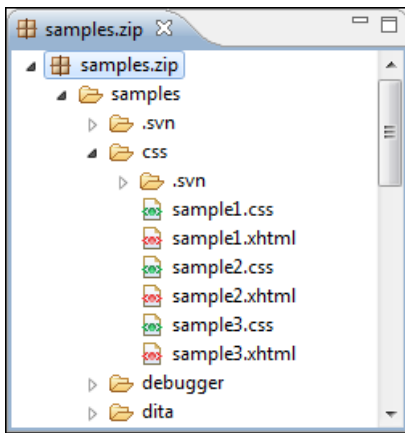 samples.zip
samples.zip
samples
.svn
css
.svn
sample1.css
sample1.xhtml
sample2.css
sample2.xhtml
sample3.css
sample3.xhtml
debugger
dita